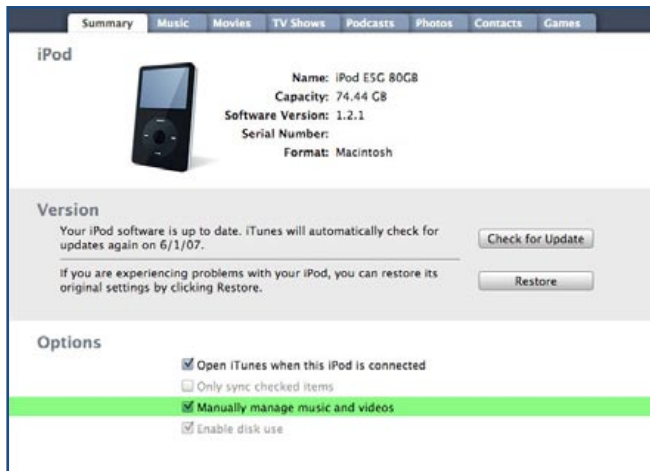 Summary Music Movies TV Shows Podcasts Photos Contacts Games
iPod
Name: iPod E5G 80GB
Capacity: 74.44 GB
Software Version: 1.2.1
Serial Number:
Format: Macintosh
Version
Your iPod software is up to date. iTunes will automatically check for
updates again on 6/1/07.
Check for Update
If you are experiencing problems with your iPod, you can restore its
original settings by clicking Restore.
Restore
Options
Open iTunes when this iPod is connected
Only sync checked items
Manually manage music and videos
Enable disk use